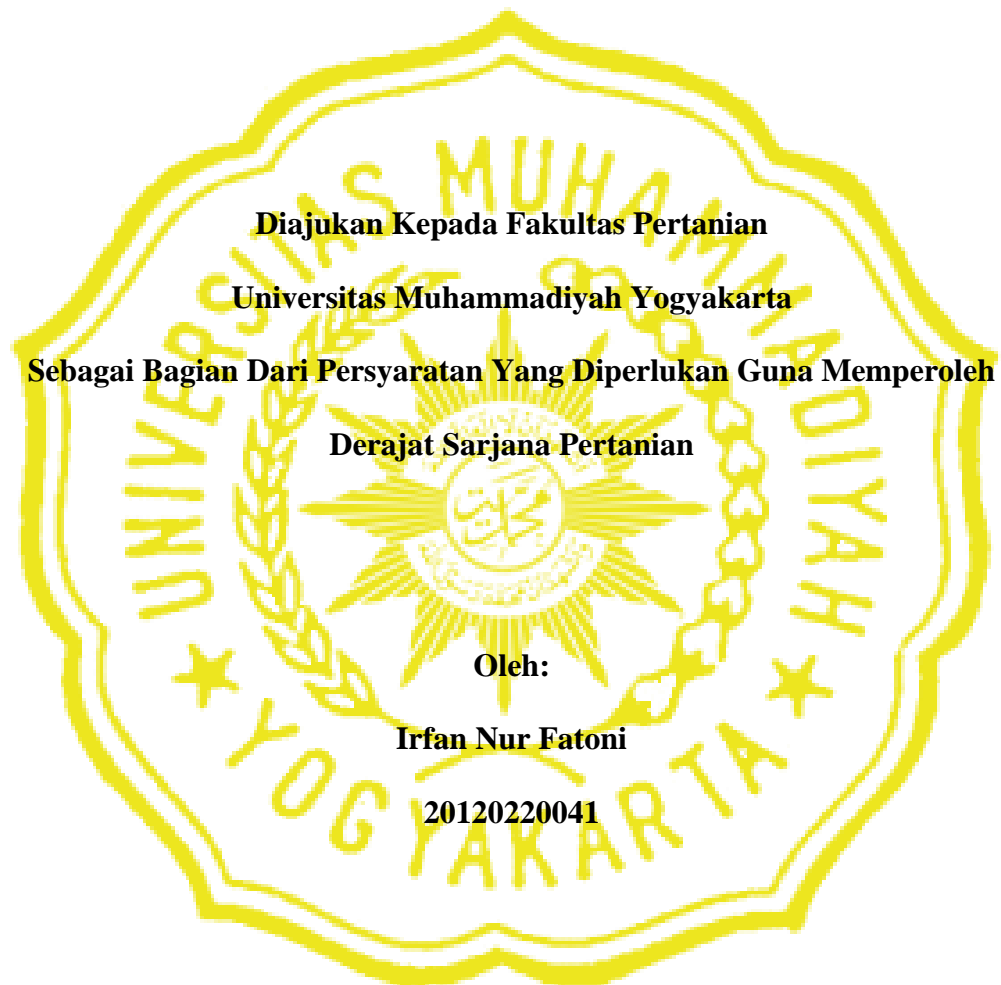 UNIVERSITAS MUHAMMADIYAH
Diajukan Kepada Fakultas Pertanian
Universitas Muhammadiyah Yogyakarta
Sebagai Bagian Dari Persyaratan Yang Diperlukan Guna Memperoleh
Derajat Sarjana Pertanian
Oleh:
Irfan Nur Fatoni
20120220041
★ YOGYAKARTA ★